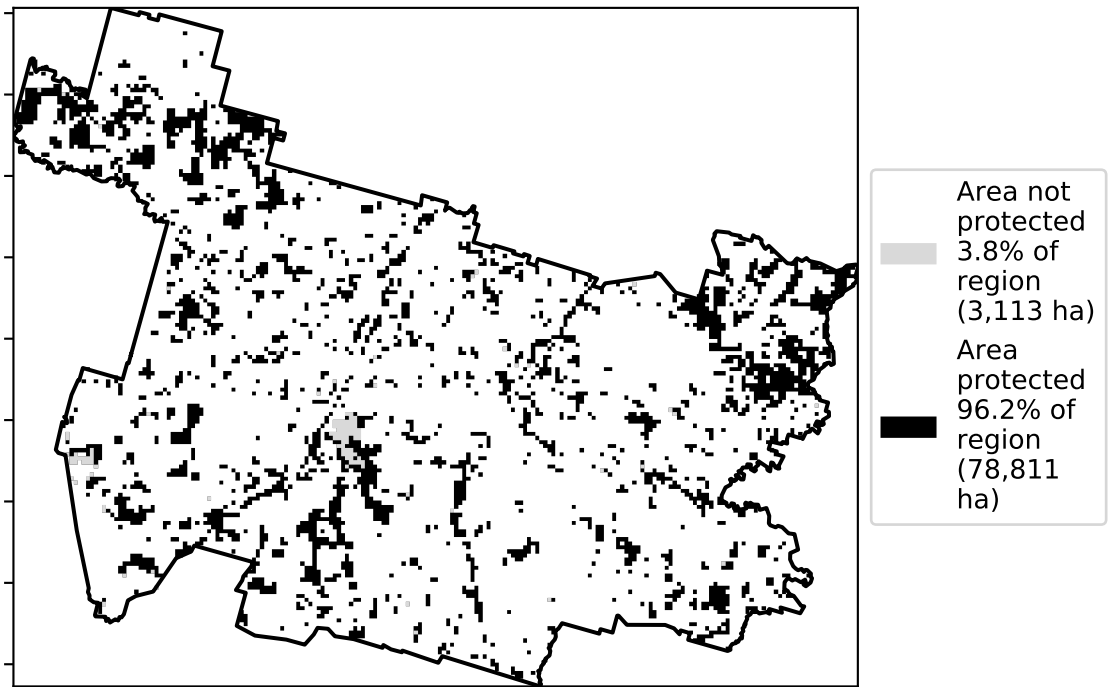 Area not
protected
3.8% of
region
(3,113 ha)
Area
protected
96.2% of
region
(78,811
ha)